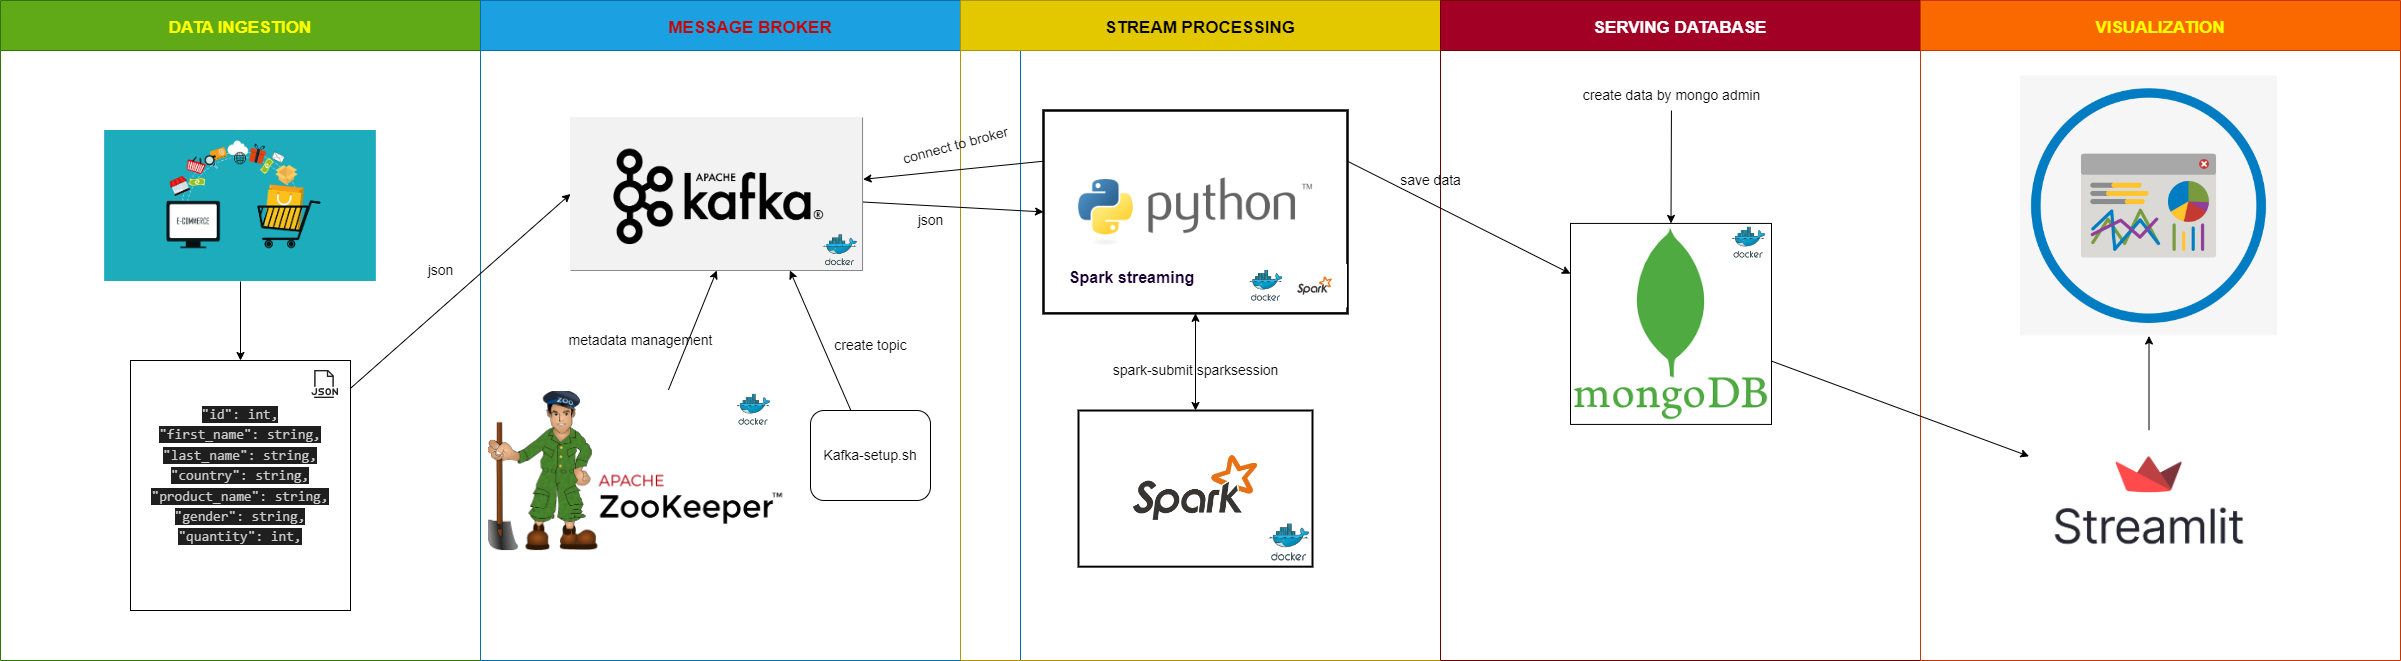 DATA INGESTION
MESSAGE BROKER
STREAM PROCESSING
SERVING DATABASE
VISUALIZATION
E-COMMERCE
json
JSON
"id": int,
"first_name": string,
"last_name": string,
"country": string,
"product_name": string,
"gender": string,
"quantity": int,
APACHE
kafka®
docker
metadata management
create topic
ZOO
APACHE
ZooKeeper™
docker
Kafka-setup.sh
connect to broker
json
python™
Spark streaming
docker
Spark
spark-submit sparksession
Spark
docker
save data
create data by mongo admin
docker
mongoDB
Streamlit